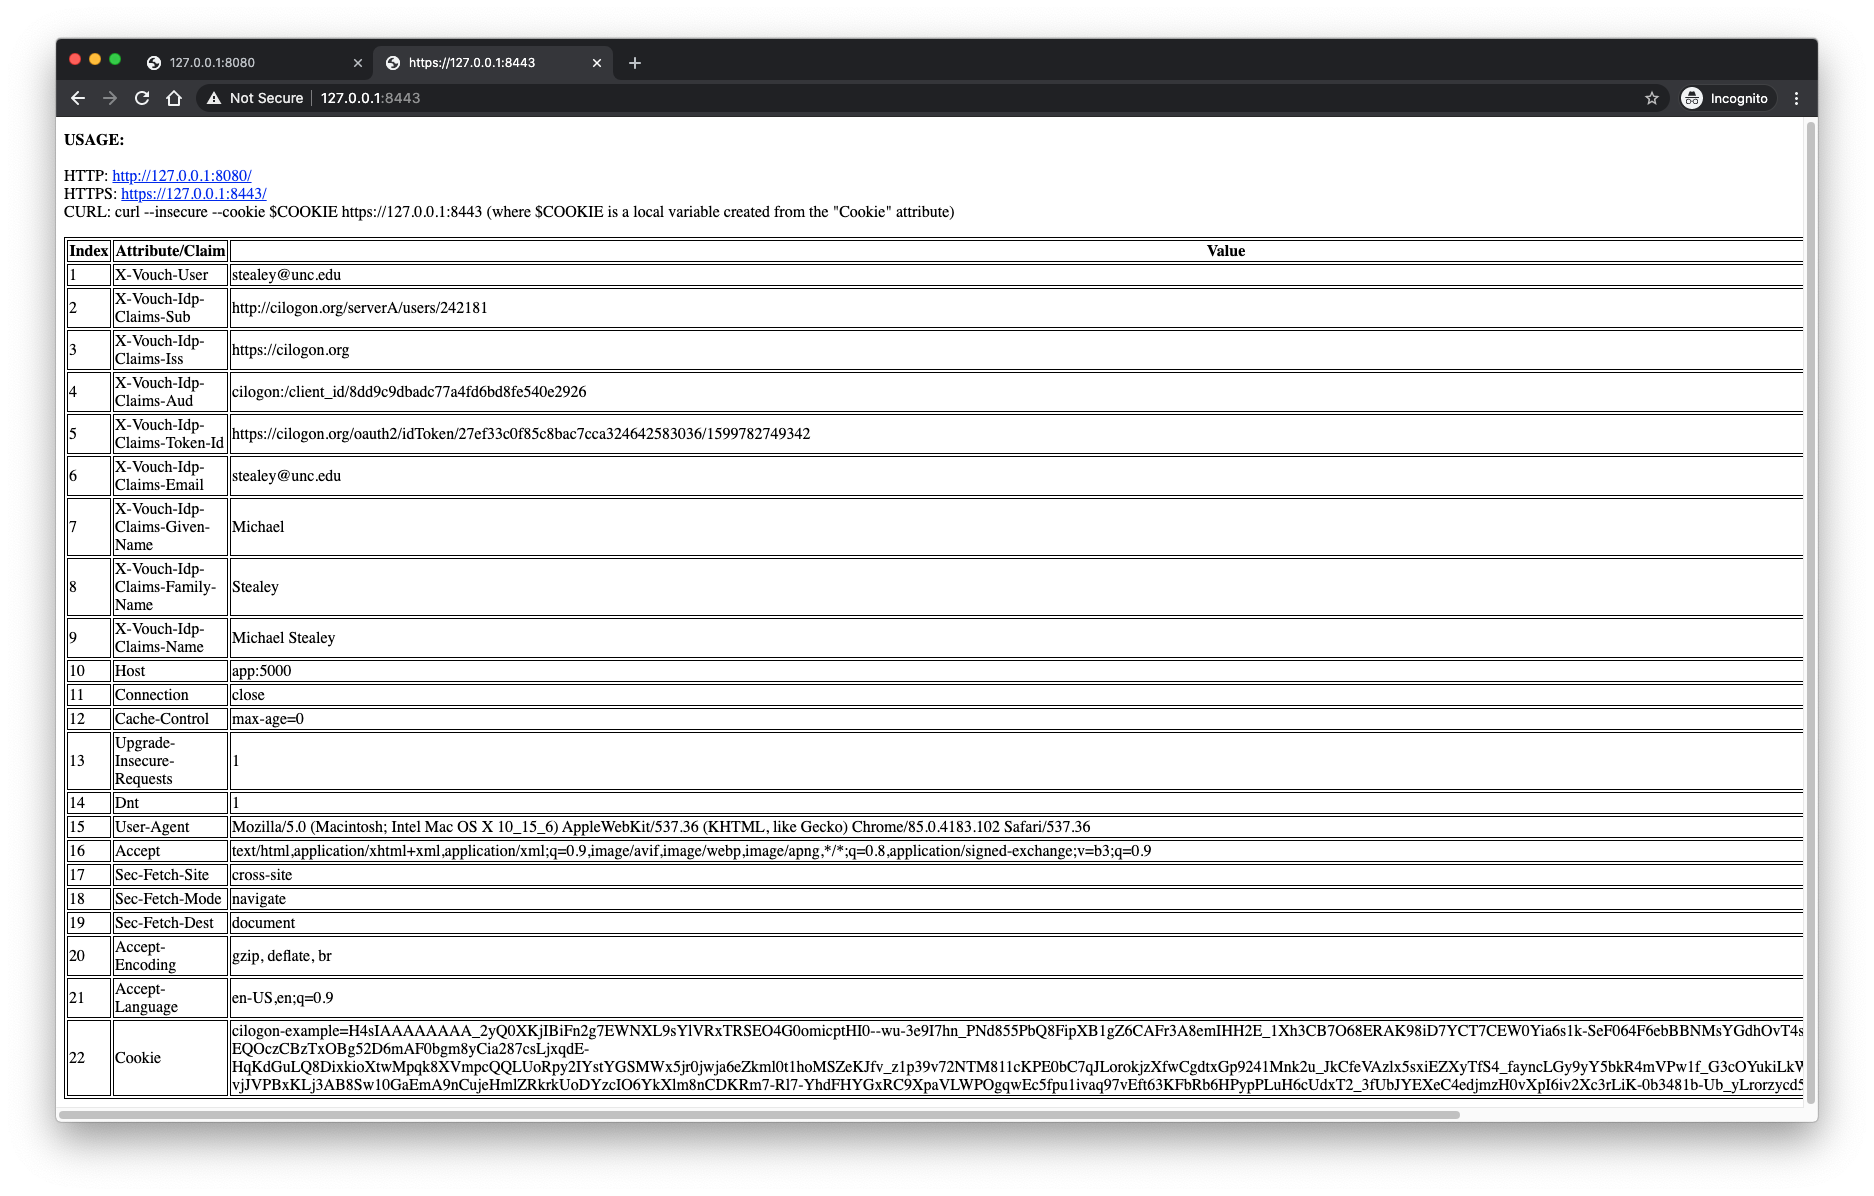 127.0.0.1:8080
https://127.0.0.1:8443
Not Secure
127.0.0.1:8443
Incognito
USAGE:
HTTP: http://127.0.0.1:8080/
HTTPS: https://127.0.0.1:8443/
CURL: curl --insecure --cookie $COOKIE https://127.0.0.1:8443 (where $COOKIE is a local variable created from the "Cookie" attribute)
Index Attribute/Claim Value
1 X-Vouch-User stealey@unc.edu
2 X-Vouch-Idp-
Claims-Sub http://cilogon.org/serverA/users/242181
3 X-Vouch-Idp-
Claims-Iss https://cilogon.org
4 X-Vouch-Idp-
Claims-Aud cilogon:/client_id/8dd9c9dbadc77a4fd6bd8fe540e2926
5 X-Vouch-Idp-
Claims-Token-Id https://cilogon.org/oauth2/idToken/27ef33c0f85c8bac7cca324642583036/1599782749342
6 X-Vouch-Idp-
Claims-Email stealey@unc.edu
7 X-Vouch-Idp-
Claims-Given-
Name Michael
8 X-Vouch-Idp-
Claims-Family-
Name Stealey
9 X-Vouch-Idp-
Claims-Name Michael Stealey
10 Host app:5000
11 Connection close
12 Cache-Control max-age=0
13 Upgrade-
Insecure-
Requests 1
14 Dnt 1
15 User-Agent Mozilla/5.0 (Macintosh; Intel Mac OS X 10_15_6) AppleWebKit/537.36 (KHTML, like Gecko) Chrome/85.0.4183.102 Safari/537.36
16 Accept text/html,application/xhtml+xml,application/xml;q=0.9,image/avif,image/webp,image/apng,*/*;q=0.8,application/signed-exchange;v=b3;q=0.9
17 Sec-Fetch-Site cross-site
18 Sec-Fetch-Mode navigate
19 Sec-Fetch-Dest document
20 Accept-
Encoding gzip, deflate, br
21 Accept-
Language en-US,en;q=0.9
22 Cookie
cilogon-example=H4sIAAAAAAAA_2yQ0XKjIBiFn2g7EWNXL9sYlVRxTRSEO4G0omicptHI0--wu-3e9I7hn_PNd855PbQ8FipXB1gZ6CAFr3A8emIHH2E_1Xh3CB7O68ERAK98iD7YCT7CEW0Yia6s1k-SeF064F6ebBBNMsYGdhOvT4s
EQOczCBzTxOBg52D6mAF0bgm8yCia287csLjxqdE-
HqKdGuLQ8DixkioXtwMpqk8XVmpcQQLUoRpy2IYstYGSMWx5jr0jwja6eZkml0t1hoMSZeKJfv_z1p39v72NTM811cKPE0bC7qJLorokjzXfwCgdtxGp9241Mnk2u_JkCfeVAzlx5sxiEZXyTfS4_fayncLGy9yY5bkR4mVPw1f_G3cOYukiLkW
vjJVPBxKLj3AB8Sw10GaEmA9nCujeHmlZRkrkUoDYzcIO6YkXlm8nCDKRm7-Rl7-YhdFHYGxRC9XpaVLWPOgqwEc5fpu1ivaq97vEft63KFbRb6HPypPLuH6cUdxT2_3fUbJYEXeC4edjmzH0vXpI6iv2Xc3rLiK-0b3481b-Ub_yLrorzycd5